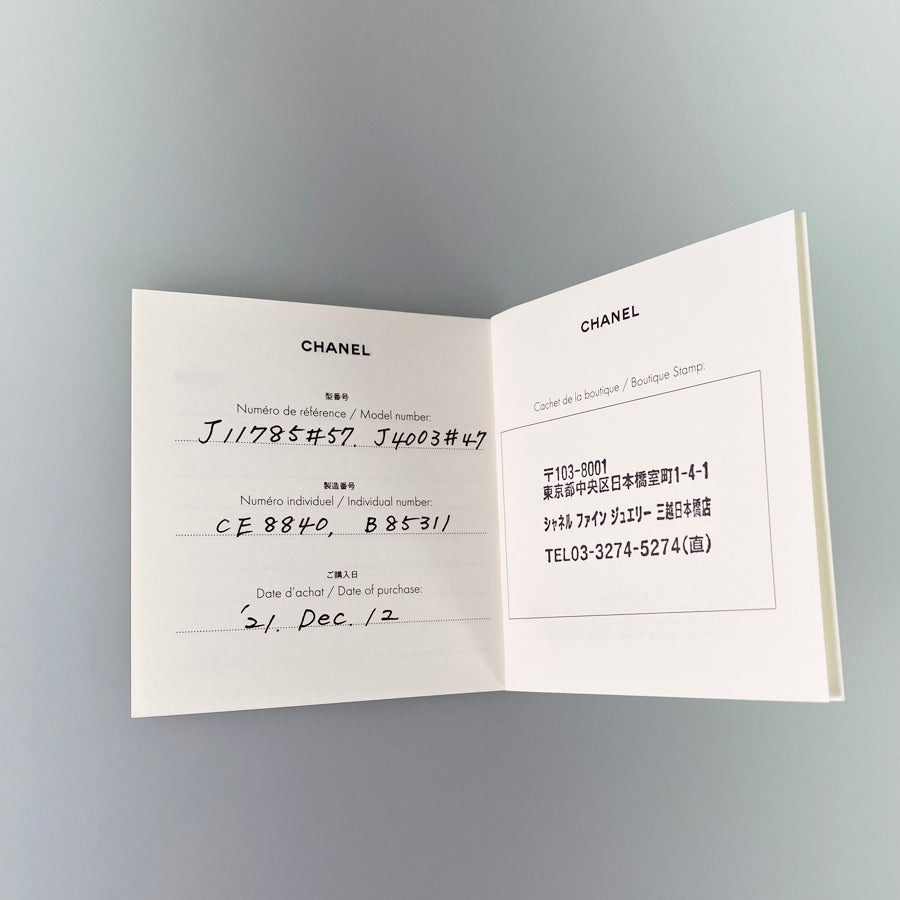 CHANEL
型番号
Numéro de référence / Model number:
J11785#57. J4003#47
製造番号
Numéro individuel / Individual number:
CE8840, B85311
ご購入日
Date d'achat / Date of purchase:
'21. Dec. 12
CHANEL
Cachet de la boutique / Boutique Stamp:
〒103-8001
東京都中央区日本橋室町1-4-1
シャネル ファイン ジュエリー 三越日本橋店
TEL03-3274-5274(直)